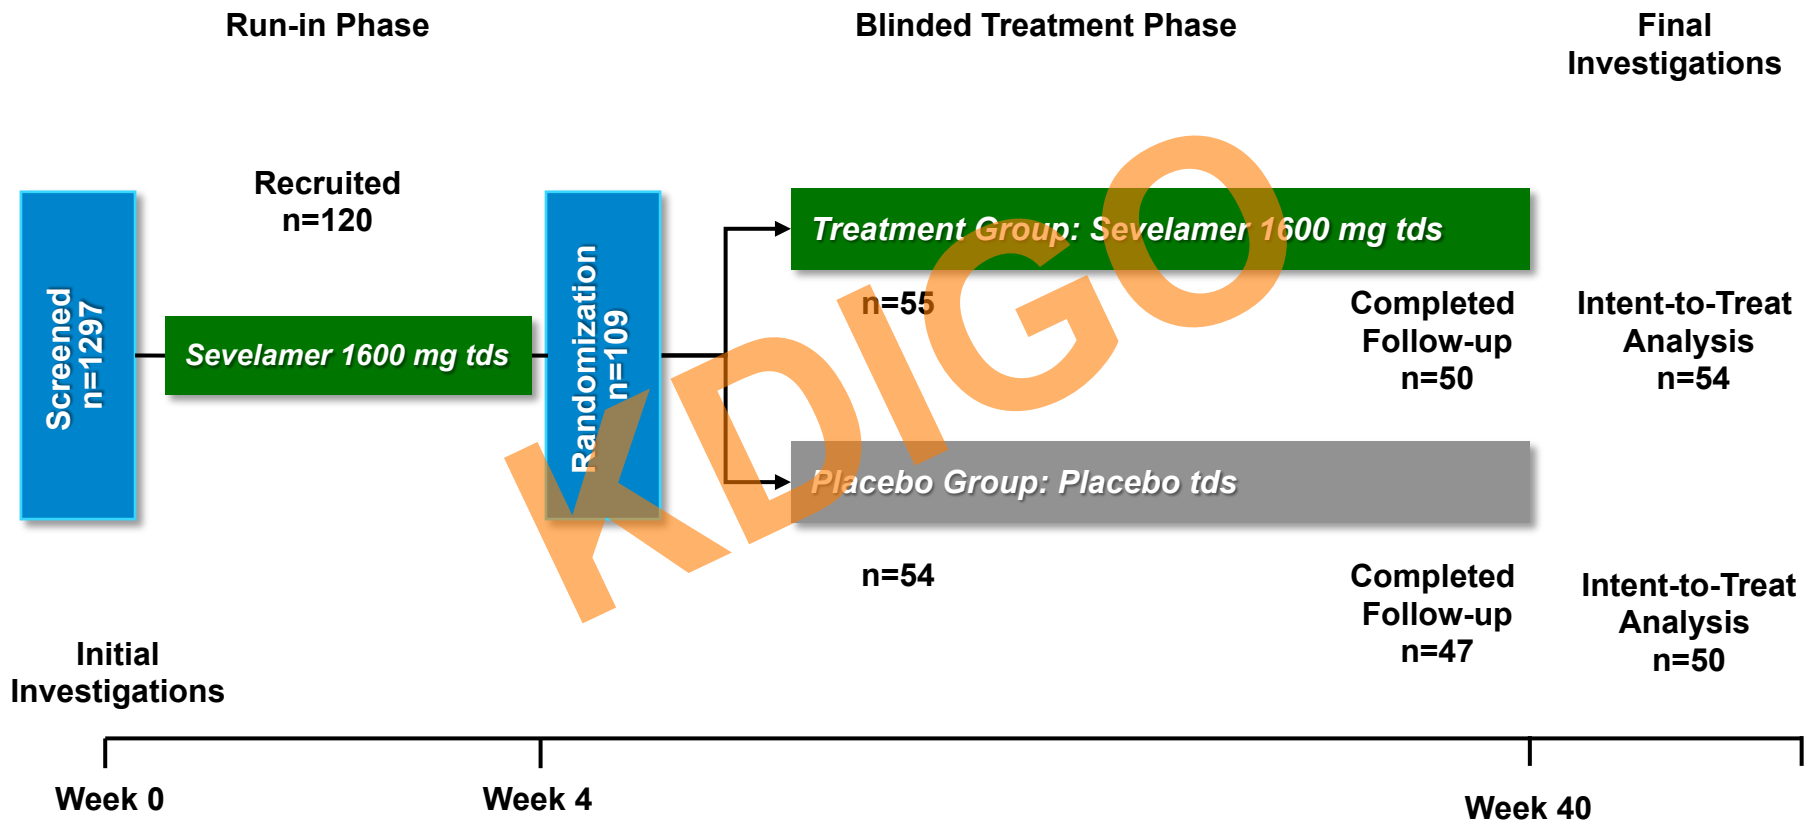 Run-in Phase
Blinded Treatment Phase
Final
Investigations
Recruited
n=120
Screened
n=1297
Sevelamer 1600 mg tds
Randomization
n=109
Treatment Group: Sevelamer 1600 mg tds
n=55
Completed
Follow-up
n=50
Intent-to-Treat
Analysis
n=54
Placebo Group: Placebo tds
n=54
Completed
Follow-up
n=47
Intent-to-Treat
Analysis
n=50
KDIGO
Initial
Investigations
Week 0
Week 4
Week 40